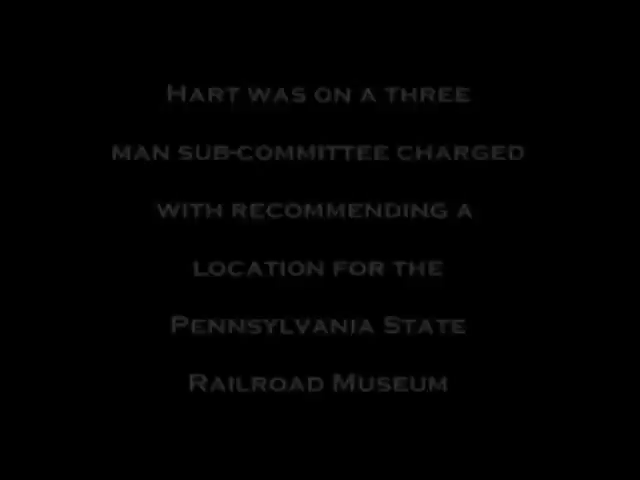 Hart was on a three
man sub-committee charged
with recommending a
location for the
Pennsylvania State
Railroad Museum